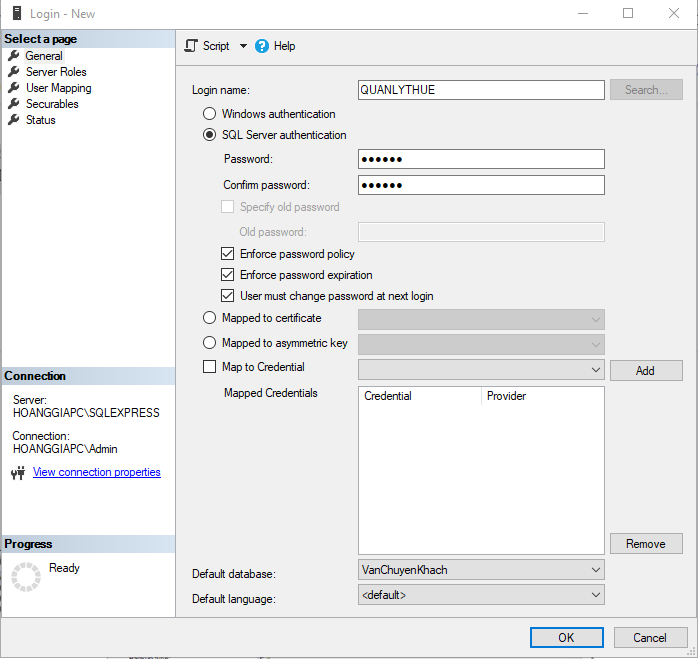 Login - New
Select a page
General
Server Roles
User Mapping
Securables
Status
Connection
Server:
HOANGGIAPC\SQLEXPRESS
Connection:
HOANGGIAPC\Admin
View connection properties
Progress
Ready
Script
Help
Login name:
QUANLYTHUE
Search...
Windows authentication
SQL Server authentication
Password:
●●●●●●
Confirm password:
●●●●●●
Specify old password
Old password:
Enforce password policy
Enforce password expiration
User must change password at next login
Mapped to certificate
Mapped to asymmetric key
Map to Credential
Add
Mapped Credentials
Credential Provider
Remove
Default database:
VanChuyenKhach
Default language:
<default>
OK Cancel